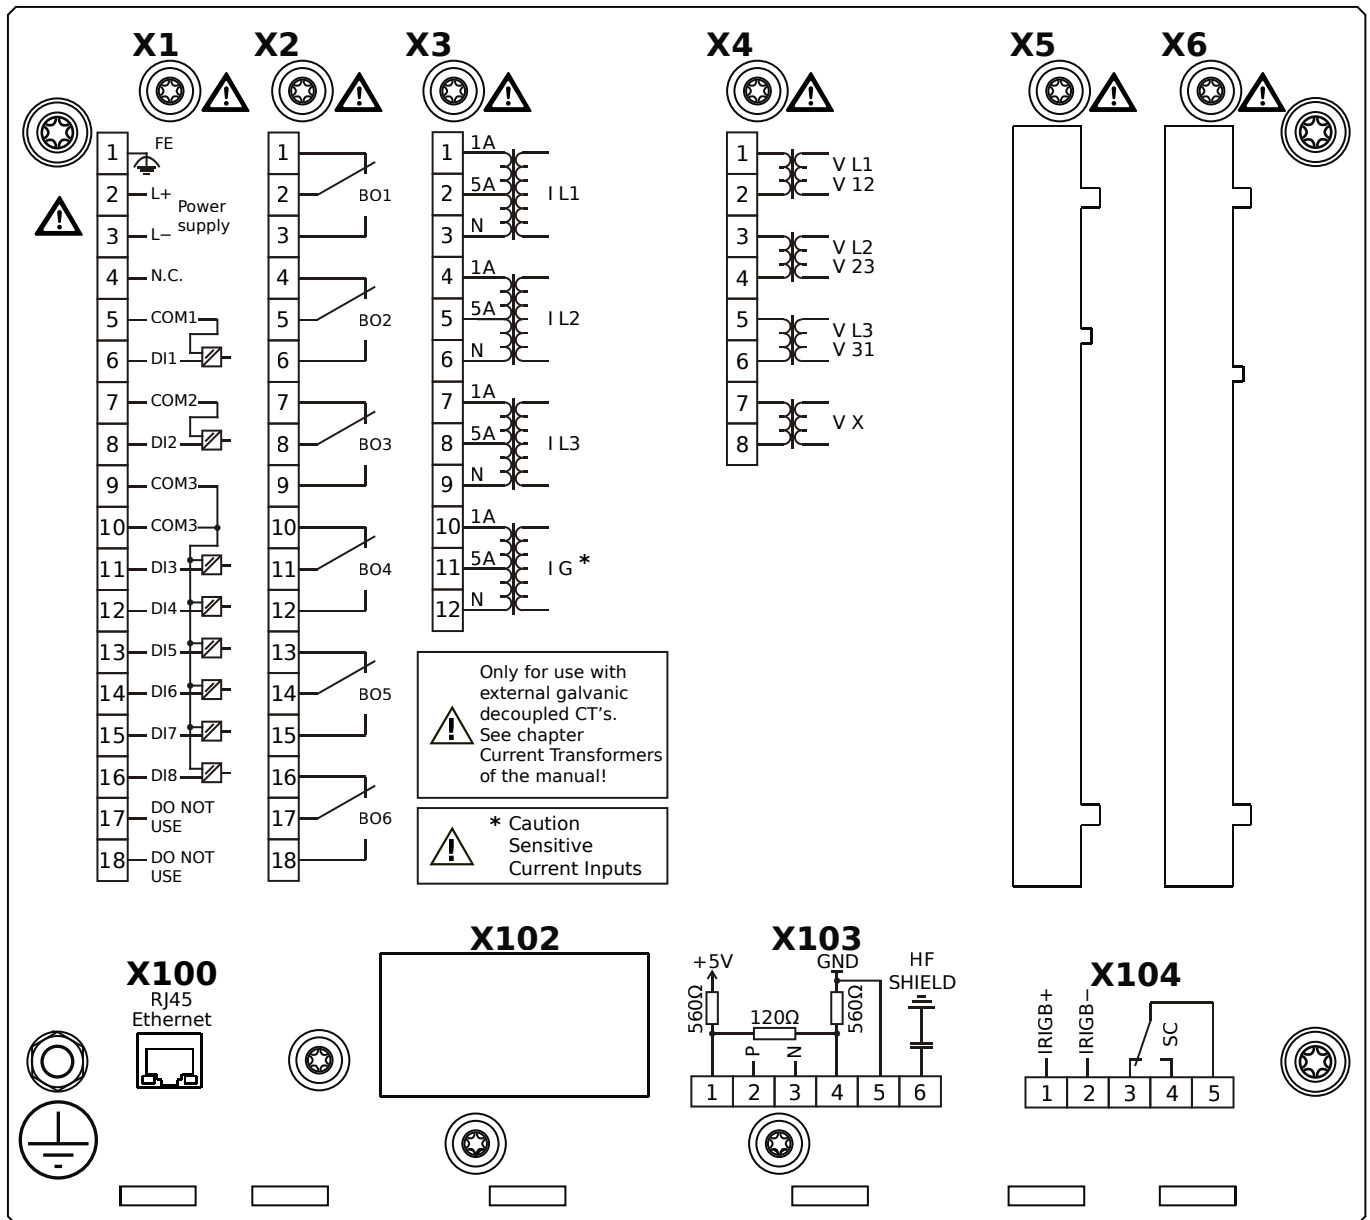 X1
X2
X3
X4
X5
X6
1
FE
2
L+
Power
supply
3
L−
4
N.C.
5
COM1
6
DI1
7
COM2
8
DI2
9
COM3
10
COM3
11
DI3
12
DI4
13
DI5
14
DI6
15
DI7
16
DI8
17
DO NOT
USE
18
DO NOT
USE
1
2
BO1
3
4
5
BO2
6
7
8
BO3
9
10
11
BO4
12
13
14
BO5
15
16
17
BO6
18
1
1A
2
5A
I L1
3
N
4
1A
5
5A
I L2
6
N
7
1A
8
5A
I L3
9
N
10
1A
11
5A
I G *
12
N
Only for use with
external galvanic
decoupled CT's.
See chapter
Current Transformers
of the manual!
* Caution
Sensitive
Current Inputs
1
2
V L1
V 12
3
4
V L2
V 23
5
6
V L3
V 31
7
8
V X
X100
RJ45
Ethernet
X102
X103
+5V
GND
HF
SHIELD
560Ω
120Ω
560Ω
P
N
1 2 3 4 5 6
X104
IRIGB+
IRIGB−
SC
1 2 3 4 5